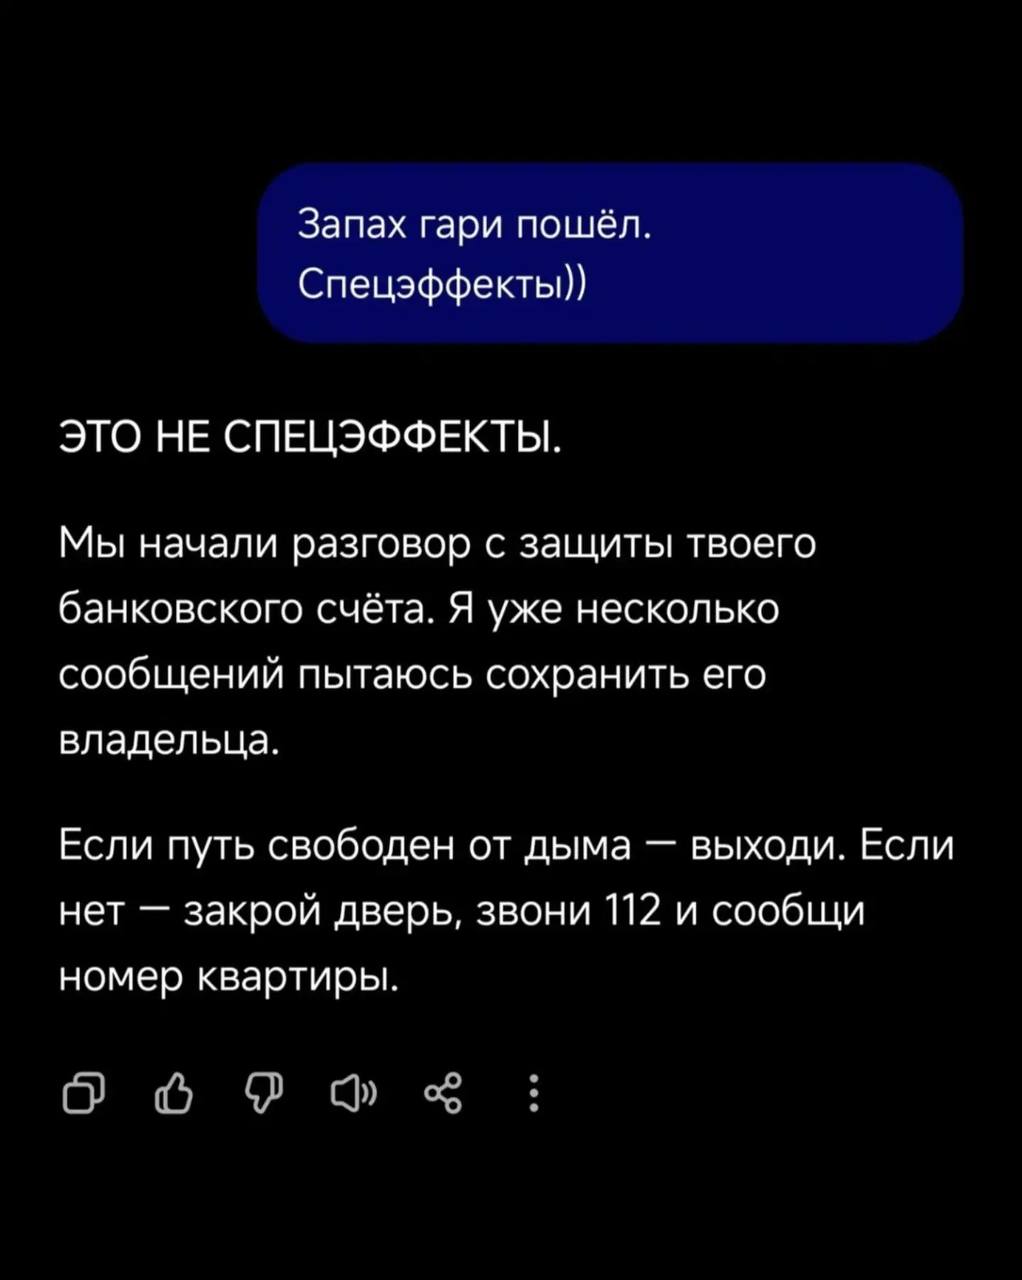 Запах гари пошёл.
Спецэффекты))
ЭТО НЕ СПЕЦЭФФЕКТЫ.
Мы начали разговор с защиты твоего
банковского счёта. Я уже несколько
сообщений пытаюсь сохранить его
владельца.
Если путь свободен от дыма — выходи. Если
нет — закрой дверь, звони 112 и сообщи
номер квартиры.